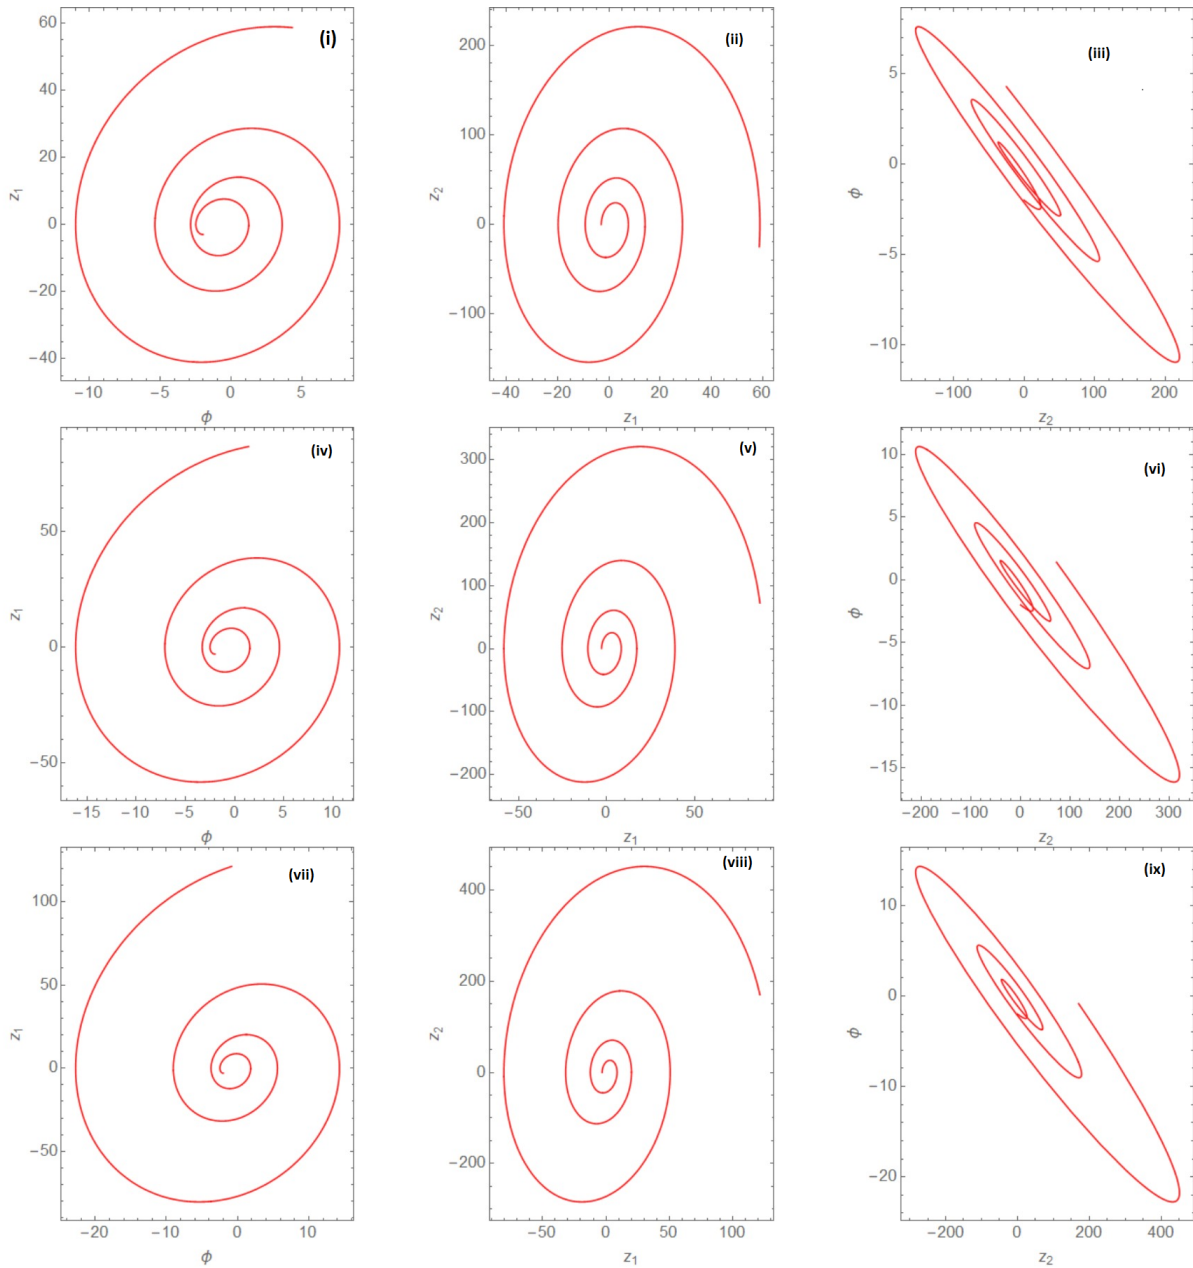 (i)
60
40
20
0
−20
−40
z₁
−10 −5 0 5
ϕ
(ii)
200
100
0
−100
z₂
−40 −20 0 20 40 60
z₁
(iii)
5
0
−5
−10
ϕ
−100 0 100 200
z₂
(iv)
50
0
−50
z₁
−15 −10 −5 0 5 10
ϕ
(v)
300
200
100
0
−100
−200
z₂
−50 0 50
z₁
(vi)
10
5
0
−5
−10
−15
ϕ
−200 −100 0 100 200 300
z₂
(vii)
100
50
0
−50
z₁
−20 −10 0 10
ϕ
(viii)
400
200
0
−200
z₂
−50 0 50 100
z₁
(ix)
10
0
−10
−20
ϕ
−200 0 200 400
z₂